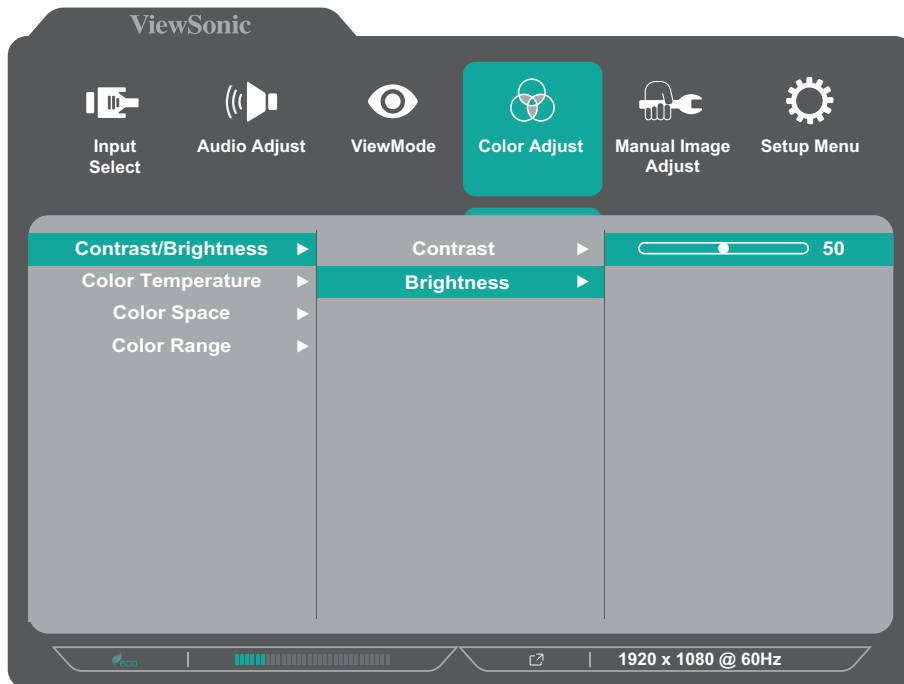 ViewSonic
Input
Select
Audio Adjust
ViewMode
Color Adjust
Manual Image
Adjust
Setup Menu
Contrast/Brightness
Color Temperature
Color Space
Color Range
Contrast
Brightness
50
eco
1920 x 1080 @ 60Hz